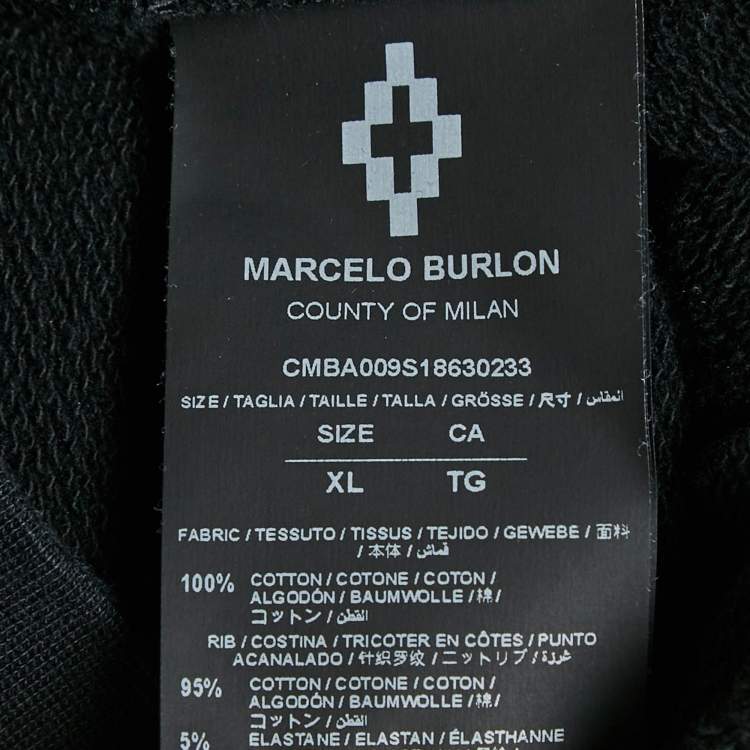 MARCELO BURLON
COUNTY OF MILAN
CMBA009S18630233
SIZE / TAGLIA / TAILLE / TALLA / GRÖSSE / 尺寸 / المقاس
SIZE CA
XL TG
FABRIC / TESSUTO / TISSUS / TEJIDO / GEWEBE / 面料
/ 本体 / قماش
100% COTTON / COTONE / COTON /
ALGODÓN / BAUMWOLLE / 棉 /
コットン / القطن
RIB / COSTINA / TRICOTER EN CÔTES / PUNTO
ACANALADO / 针织罗纹 / ニットリブ / غرزة
95% COTTON / COTONE / COTON /
ALGODÓN / BAUMWOLLE / 棉 /
コットン / القطن
5% ELASTANE / ELASTAN / ÉLASTHANNE